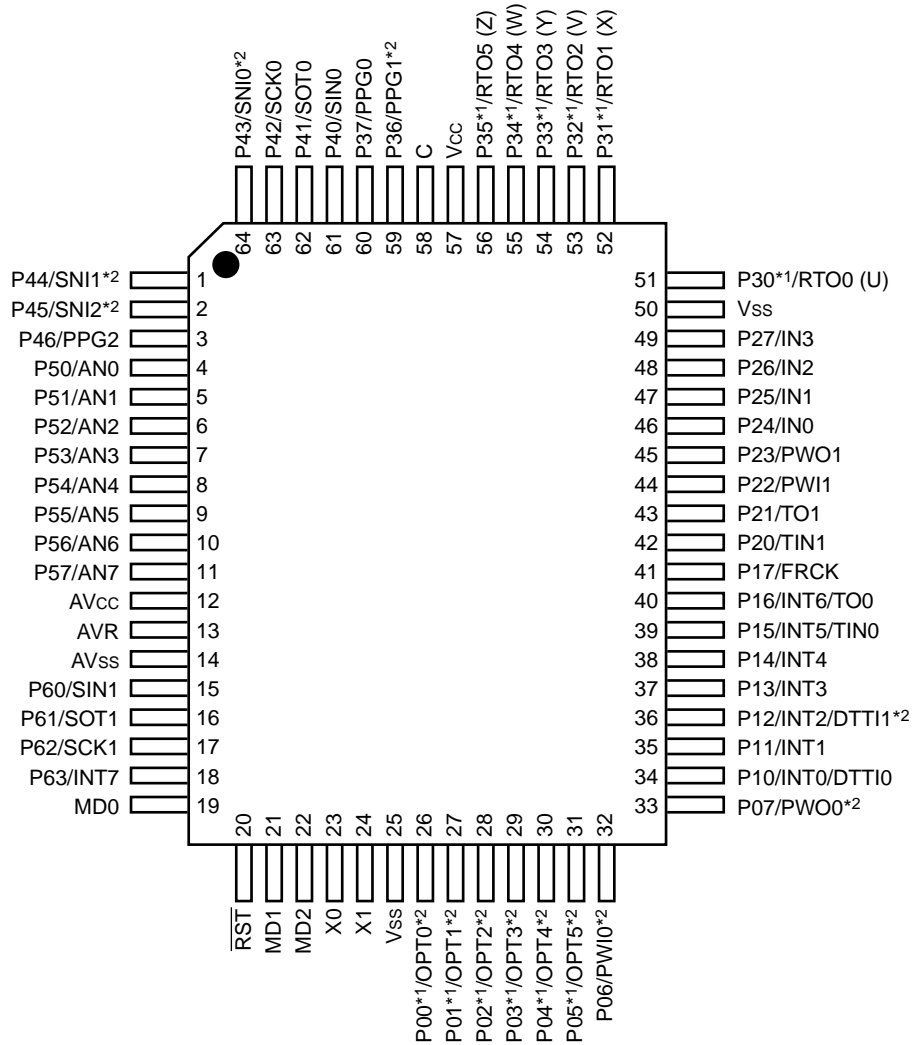 P43/SNI0*2
P42/SCK0
P41/SOT0
P40/SIN0
P37/PPG0
P36/PPG1*2
C
Vcc
P35*1/RTO5 (Z)
P34*1/RTO4 (W)
P33*1/RTO3 (Y)
P32*1/RTO2 (V)
P31*1/RTO1 (X)
64 63 62 61 60 59 58 57 56 55 54 53 52
P44/SNI1*2 1
P45/SNI2*2 2
P46/PPG2 3
P50/AN0 4
P51/AN1 5
P52/AN2 6
P53/AN3 7
P54/AN4 8
P55/AN5 9
P56/AN6 10
P57/AN7 11
AVcc 12
AVR 13
AVss 14
P60/SIN1 15
P61/SOT1 16
P62/SCK1 17
P63/INT7 18
MD0 19
51 P30*1/RTO0 (U)
50 Vss
49 P27/IN3
48 P26/IN2
47 P25/IN1
46 P24/IN0
45 P23/PWO1
44 P22/PWI1
43 P21/TO1
42 P20/TIN1
41 P17/FRCK
40 P16/INT6/TO0
39 P15/INT5/TIN0
38 P14/INT4
37 P13/INT3
36 P12/INT2/DTTI1*2
35 P11/INT1
34 P10/INT0/DTTI0
33 P07/PWO0*2
20 21 22 23 24 25 26 27 28 29 30 31 32
RST
MD1
MD2
X0
X1
Vss
P00*1/OPT0*2
P01*1/OPT1*2
P02*1/OPT2*2
P03*1/OPT3*2
P04*1/OPT4*2
P05*1/OPT5*2
P06/PWI0*2